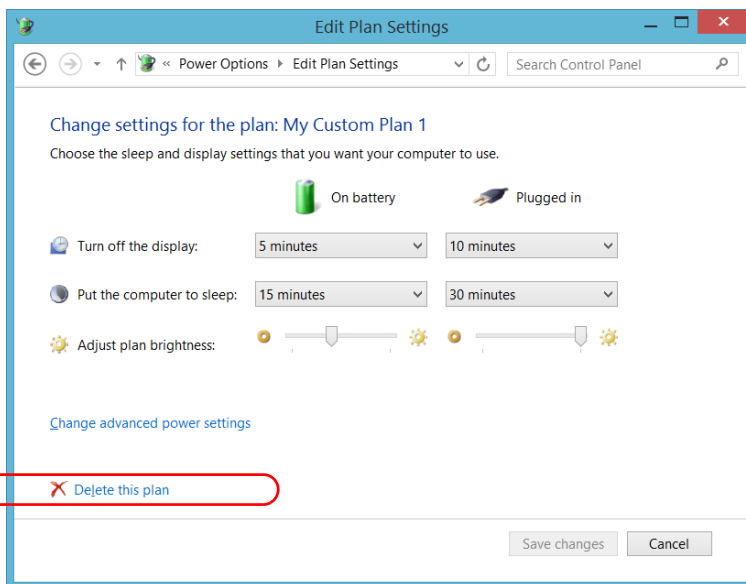 Edit Plan Settings
« Power Options Edit Plan Settings Search Control Panel
Change settings for the plan: My Custom Plan 1
Choose the sleep and display settings that you want your computer to use.
On battery Plugged in
Turn off the display: 5 minutes 10 minutes
Put the computer to sleep: 15 minutes 30 minutes
Adjust plan brightness:
Change advanced power settings
Delete this plan
Save changes Cancel